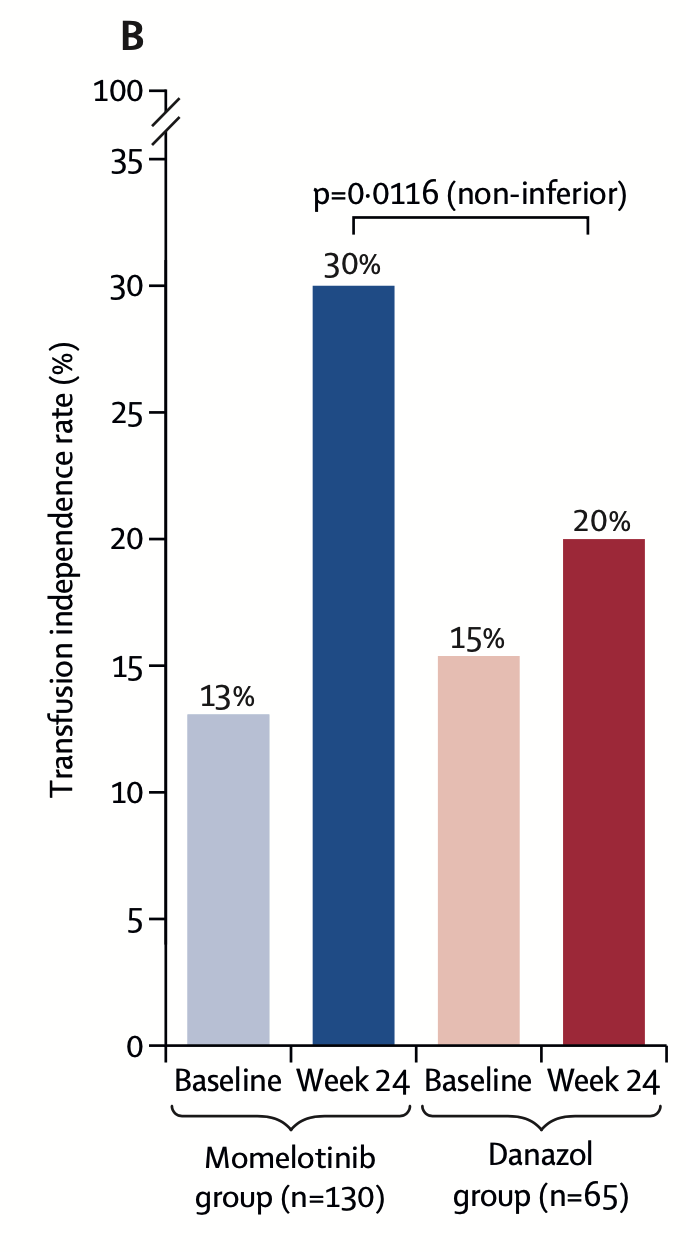 B
100
35
p=0·0116 (non-inferior)
30%
30
25
20%
20
15%
15
13%
10
5
0
Transfusion independence rate (%)
Baseline Week 24 Baseline Week 24
Momelotinib
group (n=130)
Danazol
group (n=65)